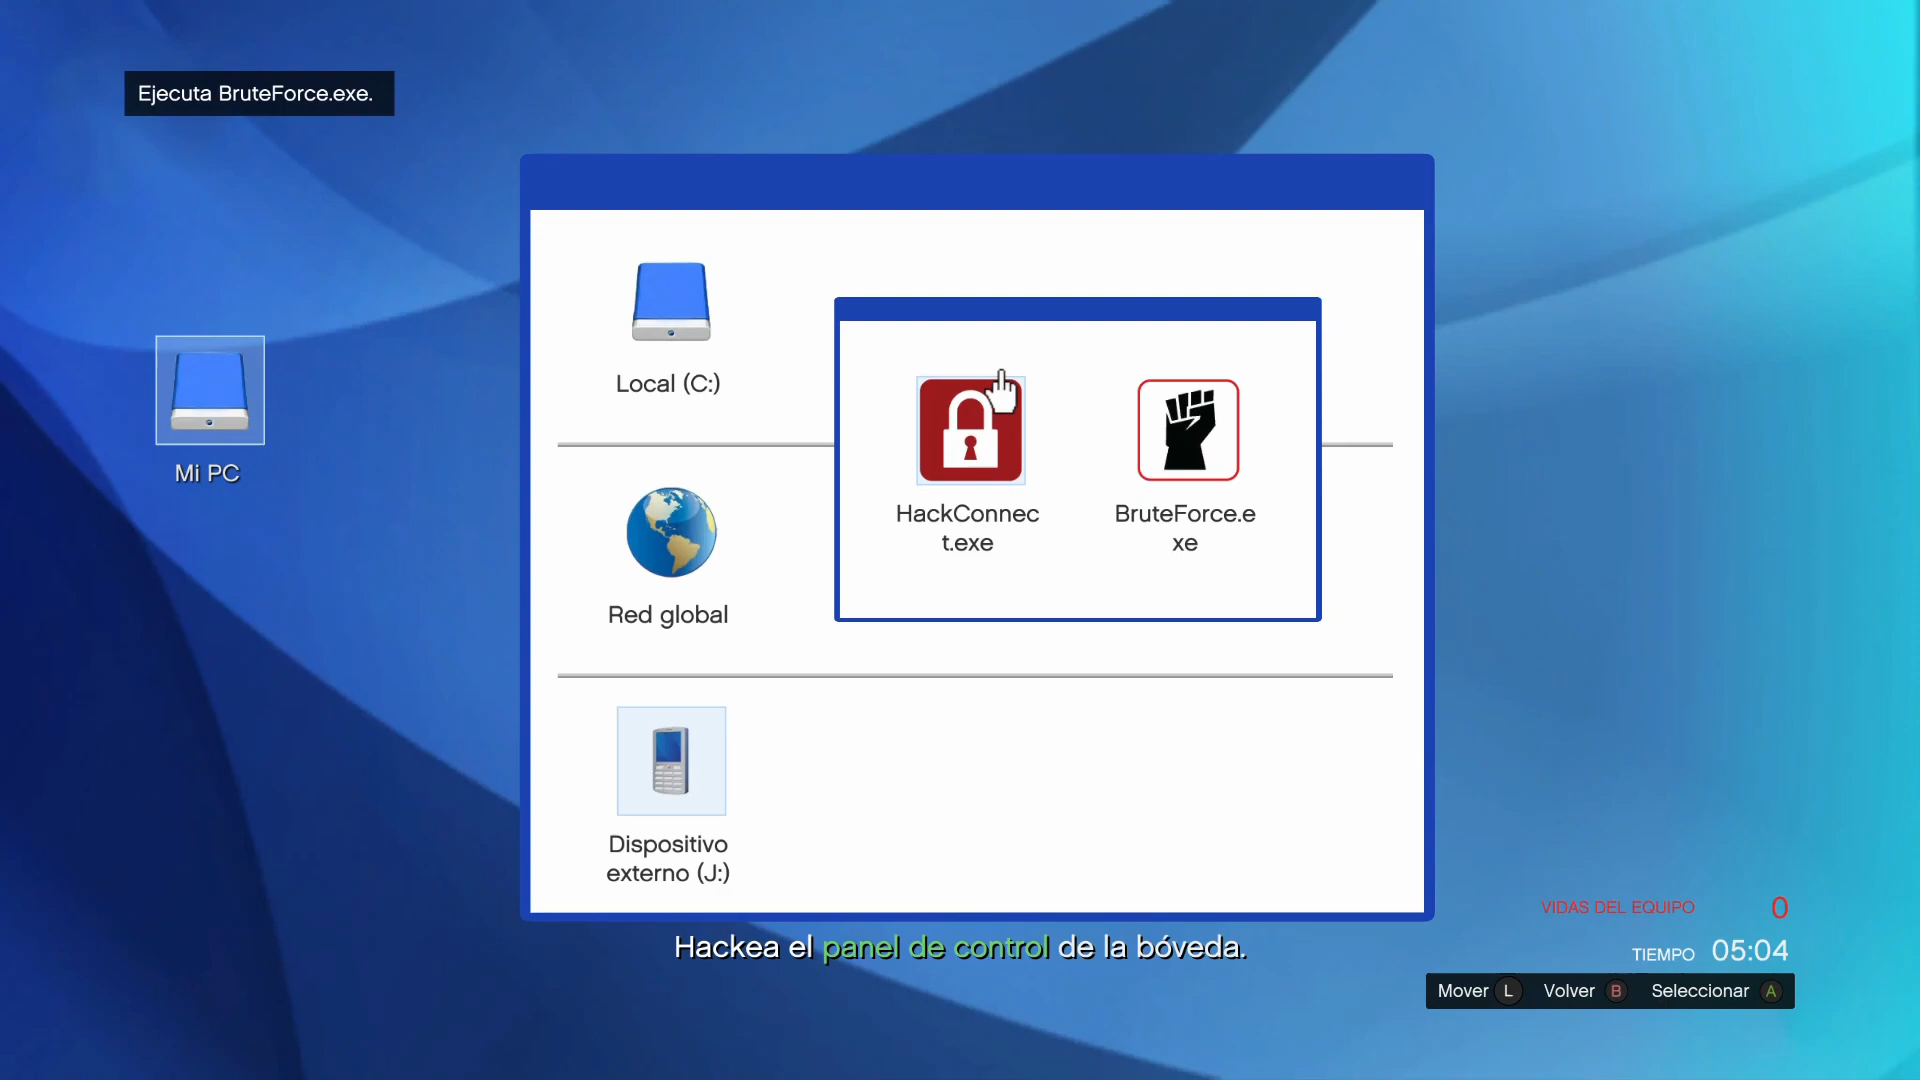 Ejecuta BruteForce.exe.
Mi PC
Local (C:)
HackConnec
t.exe
BruteForce.e
xe
Red global
Dispositivo
externo (J:)
VIDAS DEL EQUIPO 0
Hackea el panel de control de la bóveda.
TIEMPO 05:04
Mover L Volver B Seleccionar A